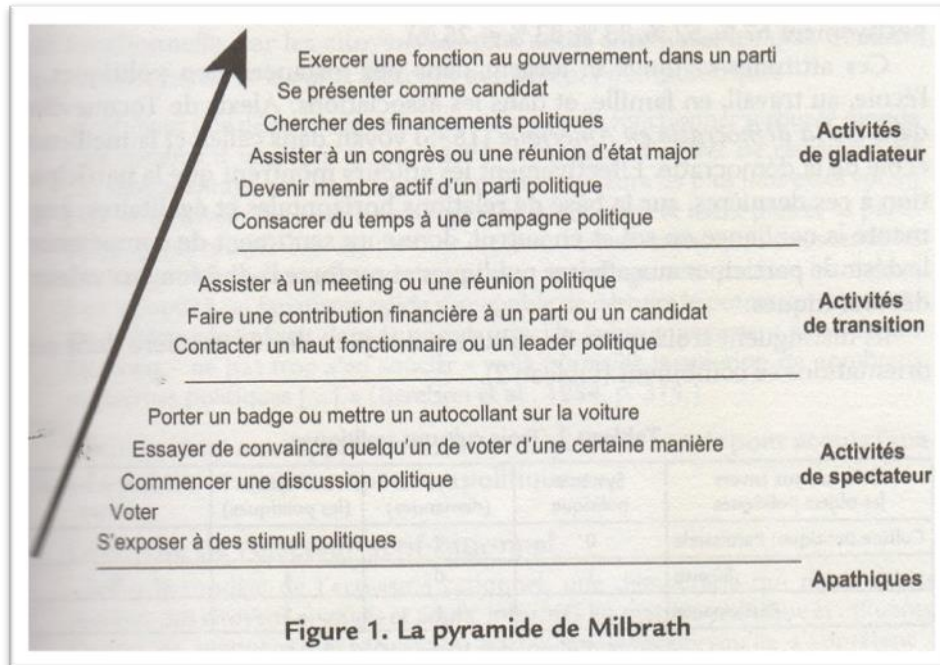 Exercer une fonction au gouvernement, dans un parti
Se présenter comme candidat
Chercher des financements politiques
Assister à un congrès ou une réunion d'état major
Devenir membre actif d'un parti politique
Consacrer du temps à une campagne politique
Activités
de gladiateur
Assister à un meeting ou une réunion politique
Faire une contribution financière à un parti ou un candidat
Contacter un haut fonctionnaire ou un leader politique
Activités
de transition
Porter un badge ou mettre un autocollant sur la voiture
Essayer de convaincre quelqu'un de voter d'une certaine manière
Commencer une discussion politique
Voter
S'exposer à des stimuli politiques
Activités
de spectateur
Apathiques
Figure 1. La pyramide de Milbrath